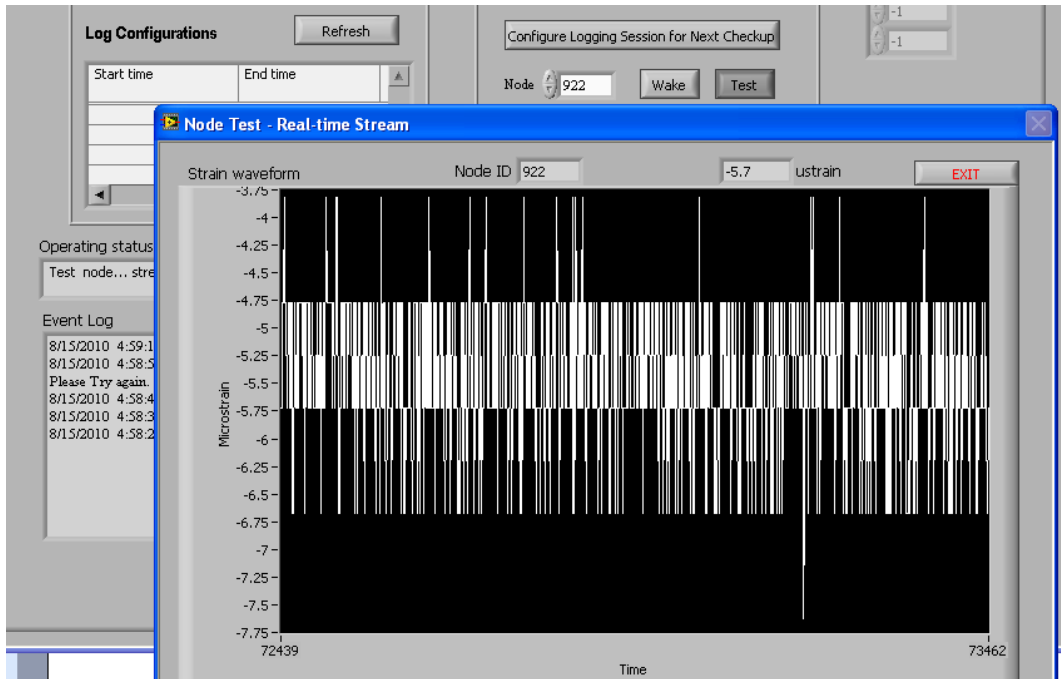 -1
Log Configurations
Refresh
Configure Logging Session for Next Checkup
-1
Start time
End time
Node
922
Wake
Test
Node Test - Real-time Stream
Strain waveform
Node ID
922
-5.7
ustrain
EXIT
Operating status
Test node... stre
Event Log
8/15/2010 4:59:1
8/15/2010 4:58:5
Please Try again.
8/15/2010 4:58:4
8/15/2010 4:58:3
8/15/2010 4:58:2
Microstrain
-3.75
-4
-4.25
-4.5
-4.75
-5
-5.25
-5.5
-5.75
-6
-6.25
-6.5
-6.75
-7
-7.25
-7.5
-7.75
72439
73462
Time